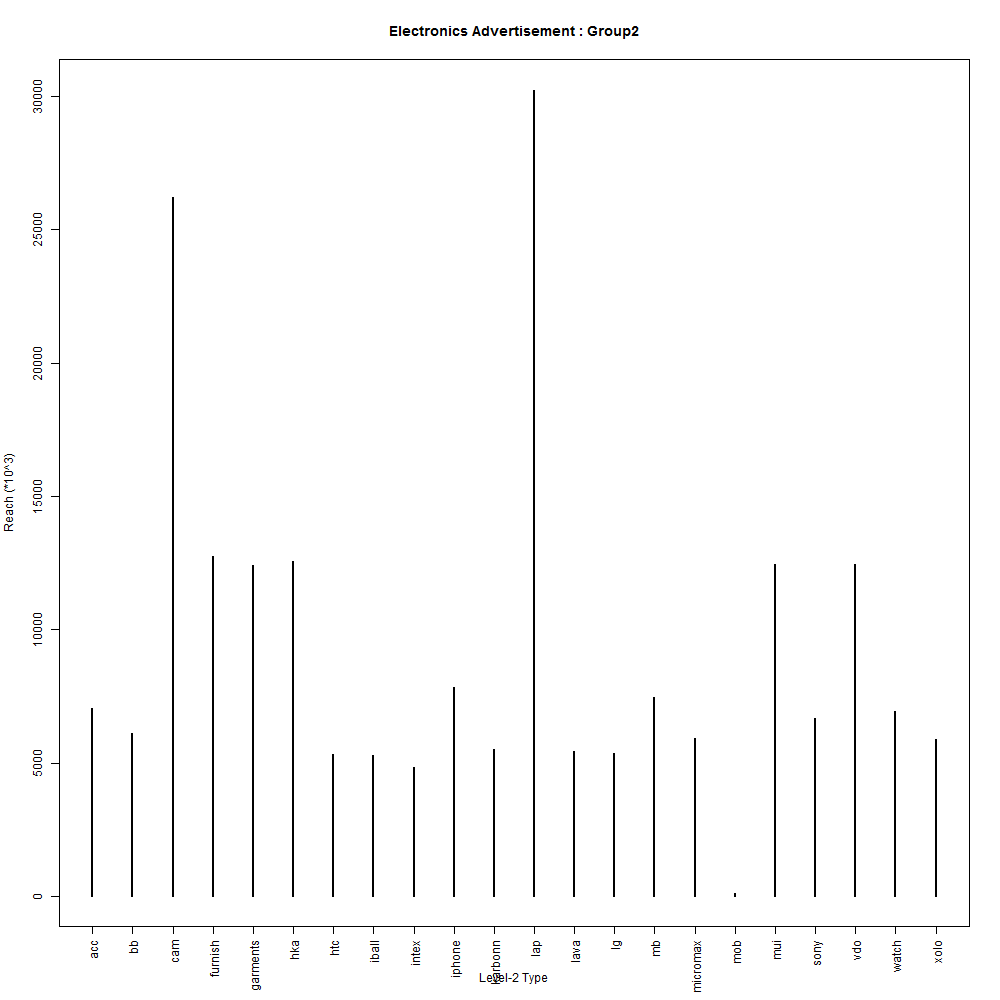 Electronics Advertisement : Group2
Reach (*10^3)
30000
25000
20000
15000
10000
5000
0
acc
bb
cam
furnish
garments
hka
htc
iball
intex
iphone
karbonn
lap
lava
lg
mb
micromax
mob
mui
sony
vdo
watch
xolo
Level-2 Type